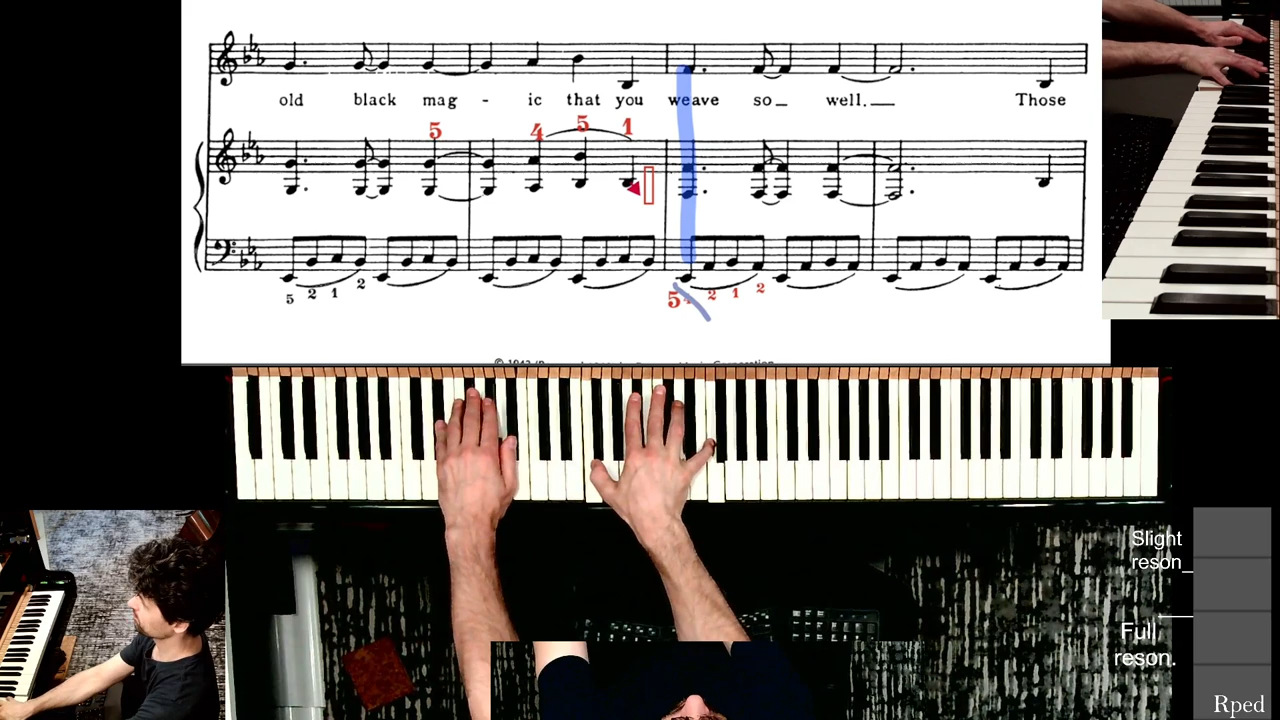 old black mag - ic that you weave so_ well.__ Those
5 4 5 1
5 2 1 2
5 2 1 2
Slight
reson_
Full
reson.
Rped